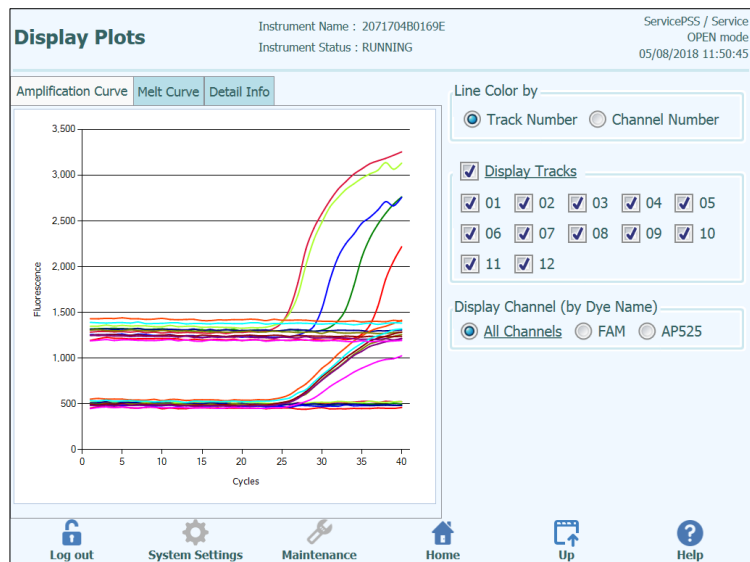 Display Plots
Instrument Name : 2071704B0169E
Instrument Status : RUNNING
ServicePSS / Service
OPEN mode
05/08/2018 11:50:45
Amplification Curve Melt Curve Detail Info
3,500
3,000
2,500
2,000
1,500
1,000
500
0
Fluorescence
0 5 10 15 20 25 30 35 40
Cycles
Line Color by
Track Number Channel Number
Display Tracks
01 02 03 04 05
06 07 08 09 10
11 12
Display Channel (by Dye Name)
All Channels FAM AP525
Log out System Settings Maintenance Home Up Help